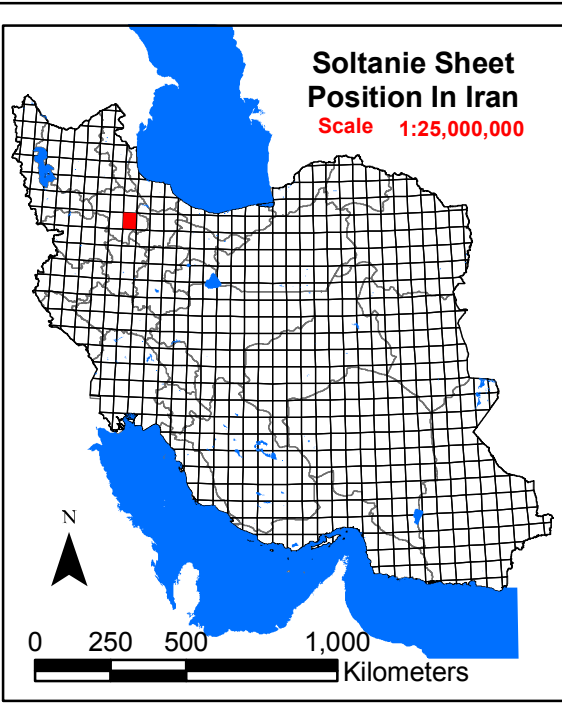 Soltanie Sheet
Position In Iran
Scale 1:25,000,000
N
0 250 500 1,000
Kilometers